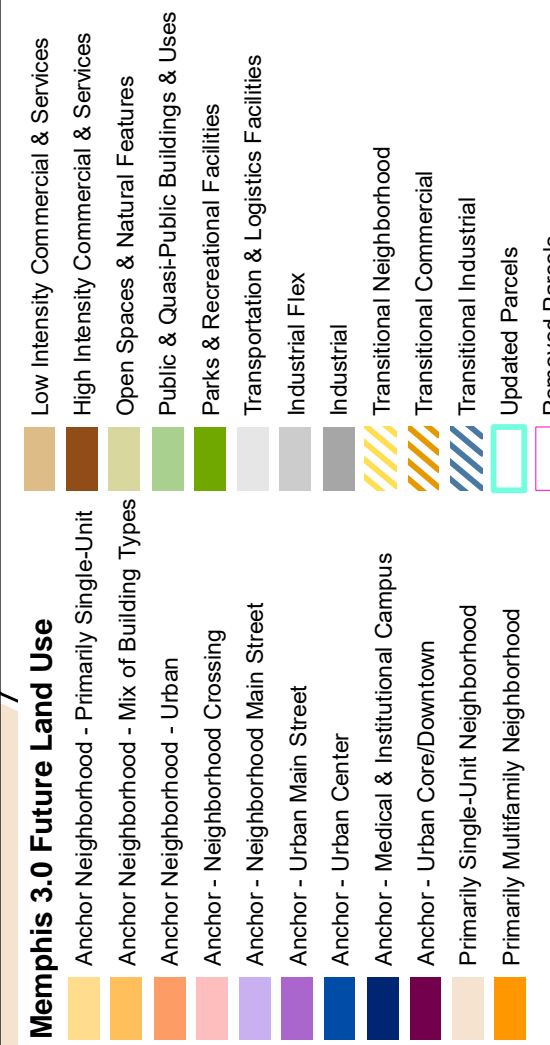 Memphis 3.0 Future Land Use
Anchor Neighborhood - Primarily Single-Unit
Anchor Neighborhood - Mix of Building Types
Anchor Neighborhood - Urban
Anchor - Neighborhood Crossing
Anchor - Neighborhood Main Street
Anchor - Urban Main Street
Anchor - Urban Center
Anchor - Medical & Institutional Campus
Anchor - Urban Core/Downtown
Primarily Single-Unit Neighborhood
Primarily Multifamily Neighborhood
Low Intensity Commercial & Services
High Intensity Commercial & Services
Open Spaces & Natural Features
Public & Quasi-Public Buildings & Uses
Parks & Recreational Facilities
Transportation & Logistics Facilities
Industrial Flex
Industrial
Transitional Neighborhood
Transitional Commercial
Transitional Industrial
Updated Parcels